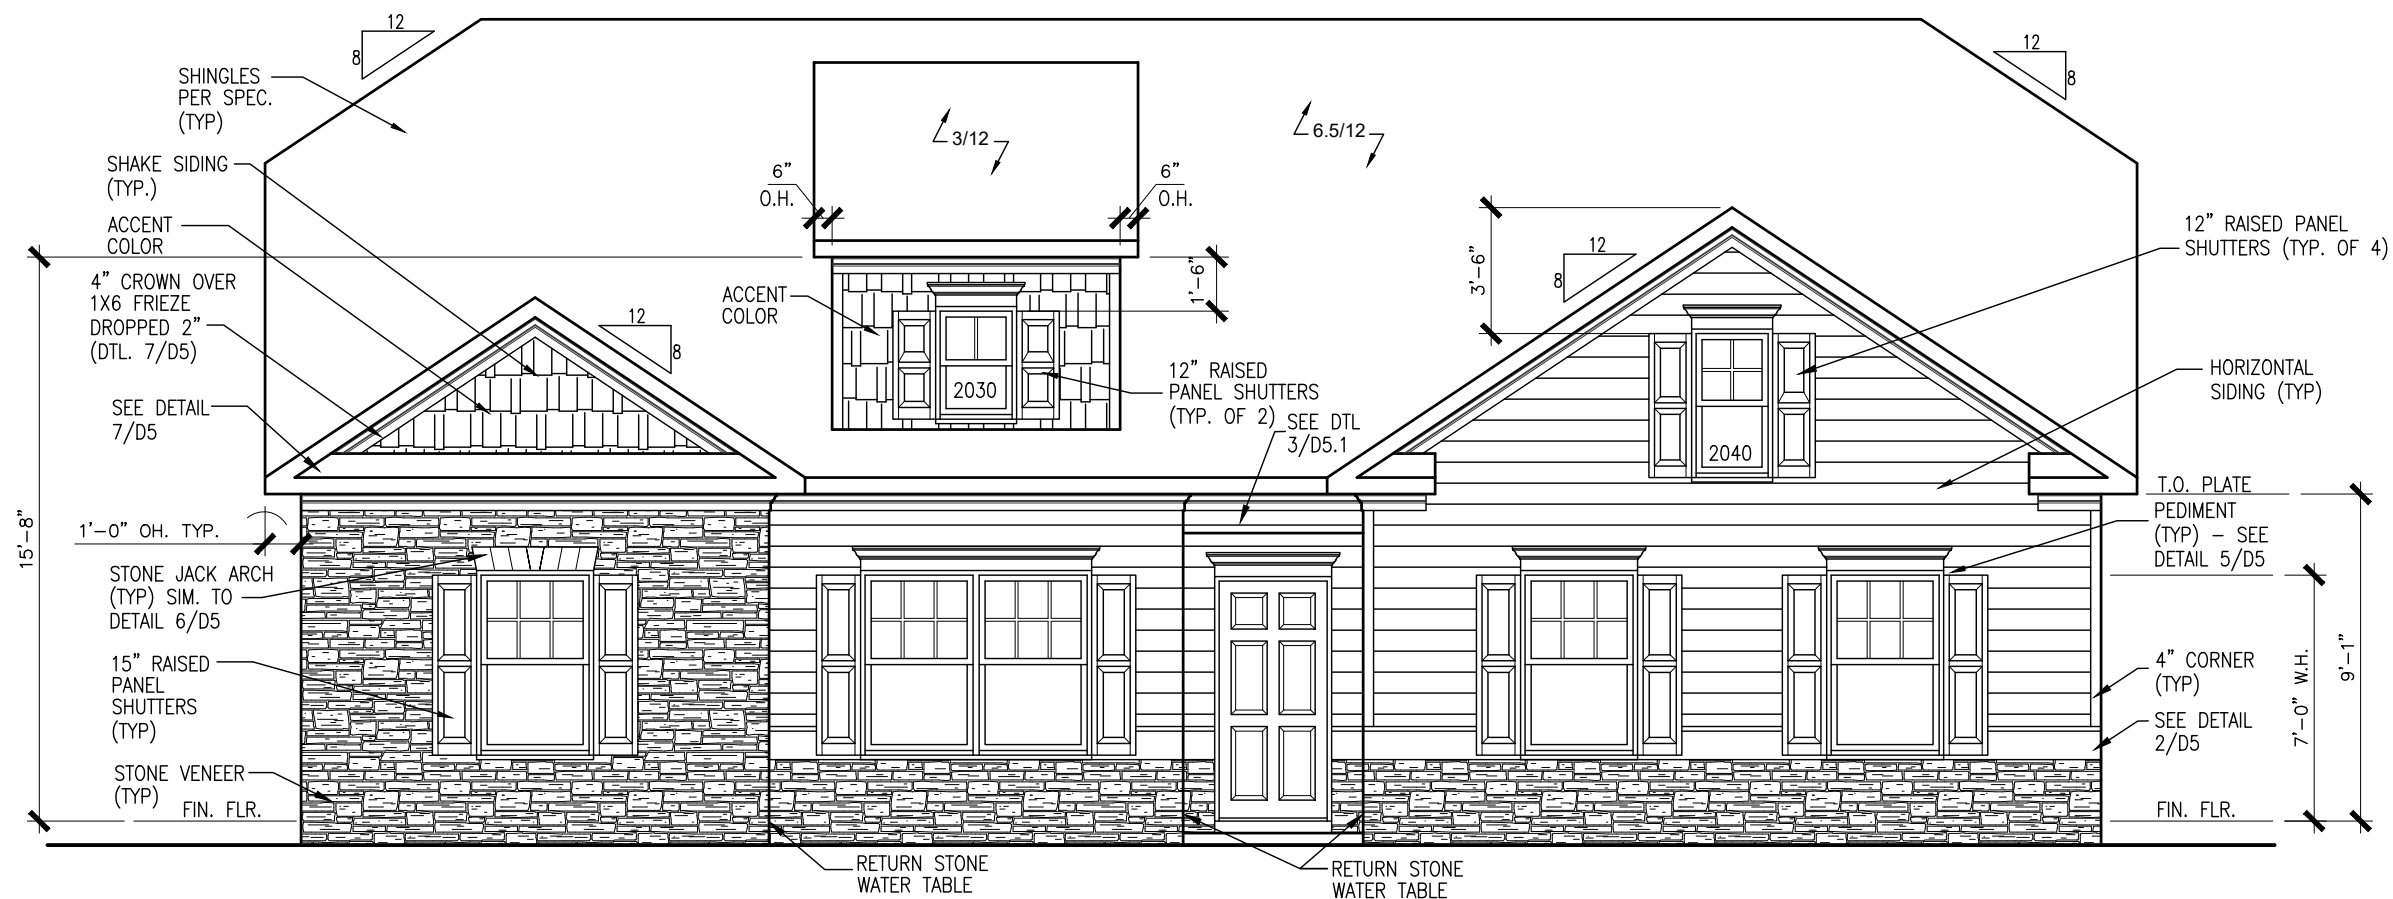 12
8
SHINGLES
PER SPEC.
(TYP)
SHAKE SIDING
(TYP.)
ACCENT
COLOR
4" CROWN OVER
1X6 FRIEZE
DROPPED 2"
(DTL. 7/D5)
SEE DETAIL
7/D5
15'-8"
1'-0" OH. TYP.
STONE JACK ARCH
(TYP) SIM. TO
DETAIL 6/D5
15" RAISED
PANEL
SHUTTERS
(TYP)
STONE VENEER
(TYP)
FIN. FLR.
12
8
6"
O.H.
3/12
6"
O.H.
6.5/12
ACCENT
COLOR
1'-6"
2030
12" RAISED
PANEL SHUTTERS
(TYP. OF 2)
SEE DTL
3/D5.1
3'-6"
12
8
2040
12
8
12" RAISED PANEL
SHUTTERS (TYP. OF 4)
HORIZONTAL
SIDING (TYP)
T.O. PLATE
PEDIMENT
(TYP) - SEE
DETAIL 5/D5
4" CORNER
(TYP)
SEE DETAIL
2/D5
7'-0" W.H.
9'-1"
FIN. FLR.
RETURN STONE
WATER TABLE
RETURN STONE
WATER TABLE